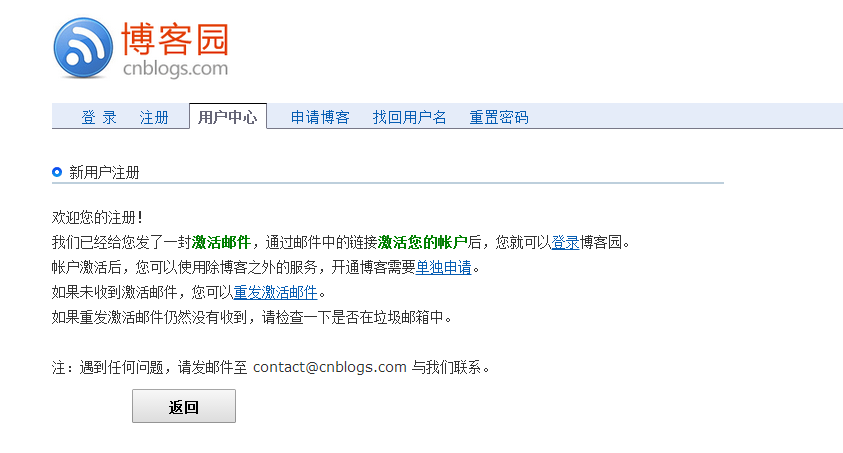 博客园
cnblogs.com
登 录 注册 用户中心 申请博客 找回用户名 重置密码
新用户注册
欢迎您的注册！
我们已经给您发了一封激活邮件，通过邮件中的链接激活您的帐户后，您就可以登录博客园。
帐户激活后，您可以使用除博客之外的服务，开通博客需要单独申请。
如果未收到激活邮件，您可以重发激活邮件。
如果重发激活邮件仍然没有收到，请检查一下是否在垃圾邮箱中。
注：遇到任何问题，请发邮件至 contact@cnblogs.com 与我们联系。
返回